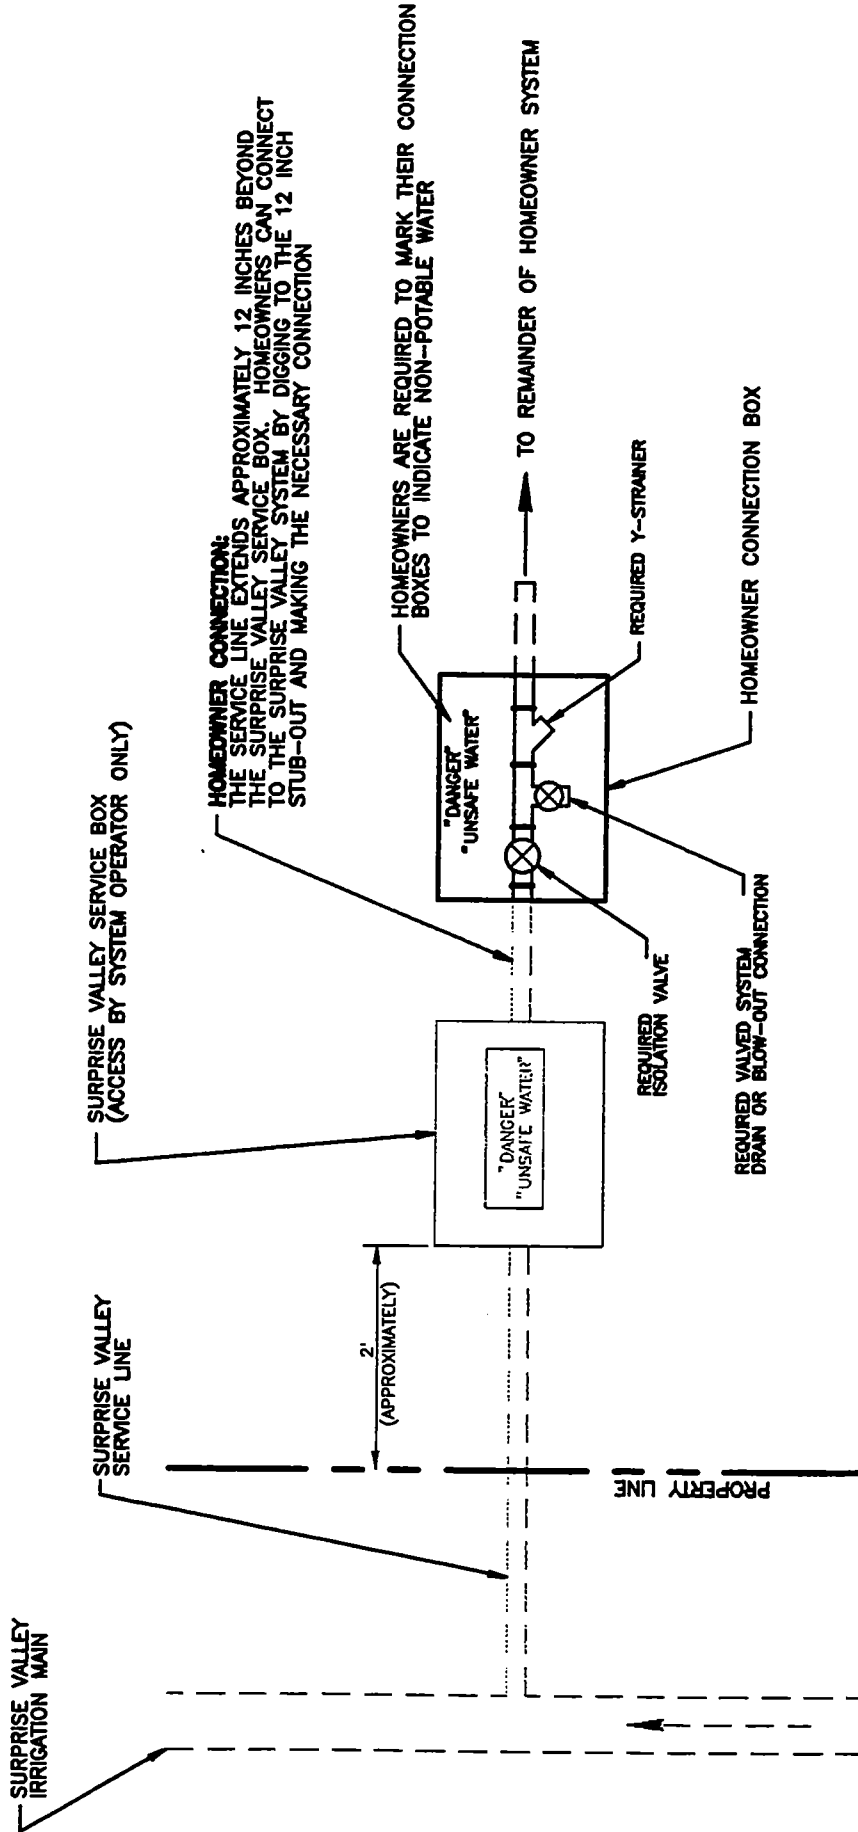 SURPRISE VALLEY
IRRIGATION MAIN
SURPRISE VALLEY
SERVICE LINE
SURPRISE VALLEY SERVICE BOX
(ACCESS BY SYSTEM OPERATOR ONLY)
HOMEOWNER CONNECTION:
THE SERVICE LINE EXTENDS APPROXIMATELY 12 INCHES BEYOND
THE SURPRISE VALLEY SERVICE BOX. HOMEOWNERS CAN CONNECT
TO THE SURPRISE VALLEY SYSTEM BY DIGGING TO THE 12 INCH
STUB-OUT AND MAKING THE NECESSARY CONNECTION
HOMEOWNERS ARE REQUIRED TO MARK THEIR CONNECTION
BOXES TO INDICATE NON-POTABLE WATER
2'
(APPROXIMATELY)
"DANGER"
"UNSAFE WATER"
"DANGER"
"UNSAFE WATER"
TO REMAINDER OF HOMEOWNER SYSTEM
PROPERTY LINE
REQUIRED
ISOLATION VALVE
REQUIRED Y-STRAINER
REQUIRED VALVED SYSTEM
DRAIN OR BLOW-OUT CONNECTION
HOMEOWNER CONNECTION BOX